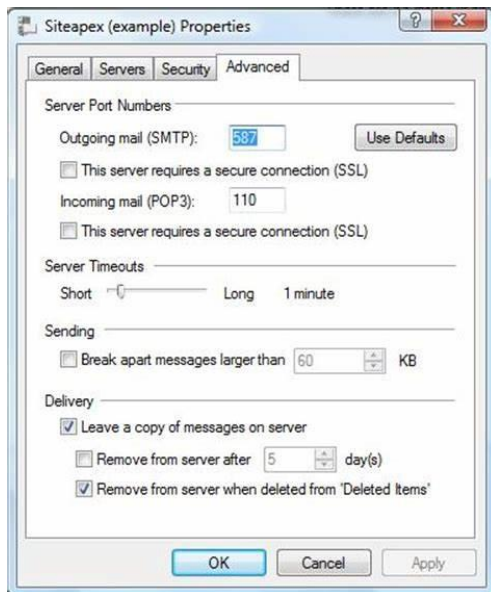 Siteapex (example) Properties
General Servers Security Advanced
Server Port Numbers
Outgoing mail (SMTP): 587 Use Defaults
This server requires a secure connection (SSL)
Incoming mail (POP3): 110
This server requires a secure connection (SSL)
Server Timeouts
Short Long 1 minute
Sending
Break apart messages larger than 60 KB
Delivery
Leave a copy of messages on server
Remove from server after 5 day(s)
Remove from server when deleted from 'Deleted Items'
OK Cancel Apply